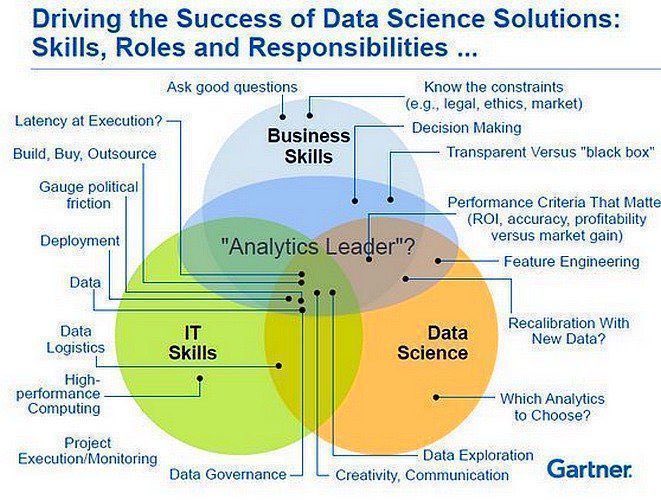 Driving the Success of Data Science Solutions:
Skills, Roles and Responsibilities ...
Ask good questions
Know the constraints
(e.g., legal, ethics, market)
Latency at Execution?
Business
Skills
Decision Making
Build, Buy, Outsource
Transparent Versus "black box"
Gauge political
friction
Performance Criteria That Matte
(ROI, accuracy, profitability
versus market gain)
Deployment
"Analytics Leader"?
Feature Engineering
Data
IT
Skills
Data
Science
Recalibration With
New Data?
Data
Logistics
High-
performance
Computing
Which Analytics
to Choose?
Project
Execution/Monitoring
Data Exploration
Data Governance
Creativity, Communication
Gartner.